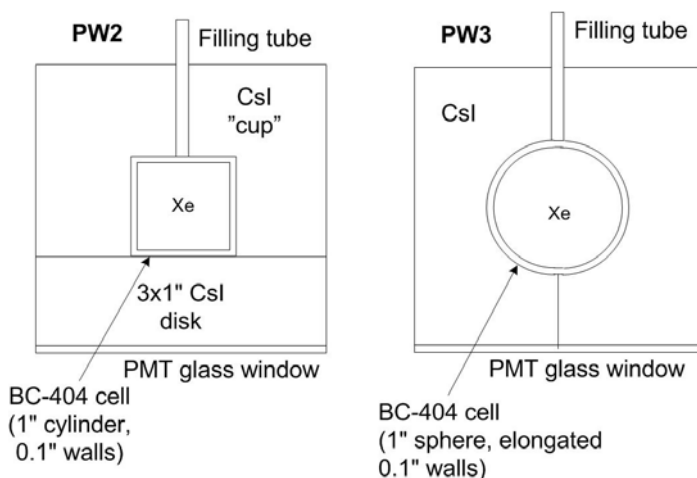 PW2
Filling tube
CsI
”cup”
Xe
3x1" CsI
disk
PMT glass window
BC-404 cell
(1" cylinder,
0.1" walls)
PW3
Filling tube
CsI
Xe
PMT glass window
BC-404 cell
(1" sphere, elongated
0.1" walls)